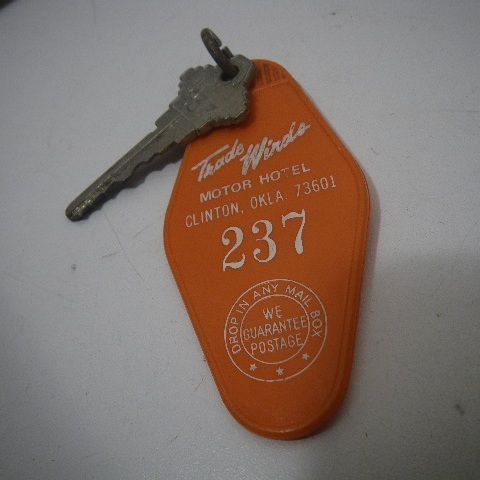 Trade Winds
MOTOR HOTEL
CLINTON, OKLA. 73601
237
DROP IN ANY MAIL BOX
WE
GUARANTEE
POSTAGE